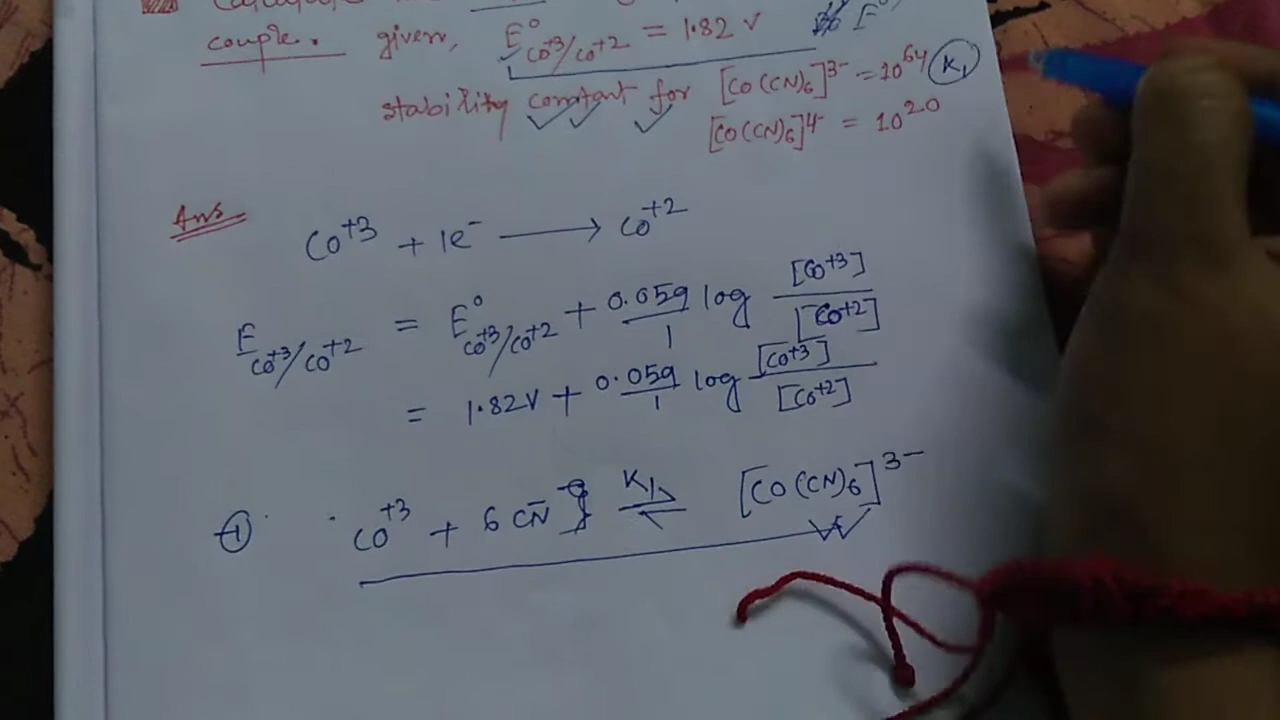 couple. given, E° Co+3/Co+2 = 1.82 V E°
stability constant for [Co(CN)6]3- = 10^64 K1
[Co(CN)6]4- = 10^20
Ans
Co+3 + 1e- → Co+2
E Co+3/Co+2 = E° Co+3/Co+2 + 0.059/1 log [Co+3]/[Co+2]
= 1.82V + 0.059/1 log [Co+3]/[Co+2]
① Co+3 + 6 CN- ⇌ K1 [Co(CN)6]3-